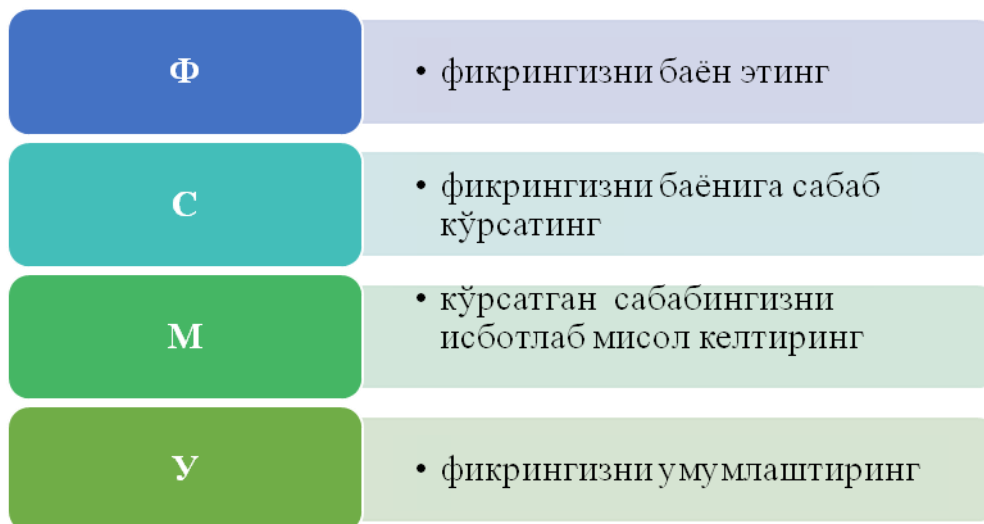 Ф
• фикрингизни баён этинг
С
• фикрингизни баёнига сабаб
кўрсатинг
М
• кўрсатган сабабингизни
исботлаб мисол келтиринг
У
• фикрингизни умумлаштиринг